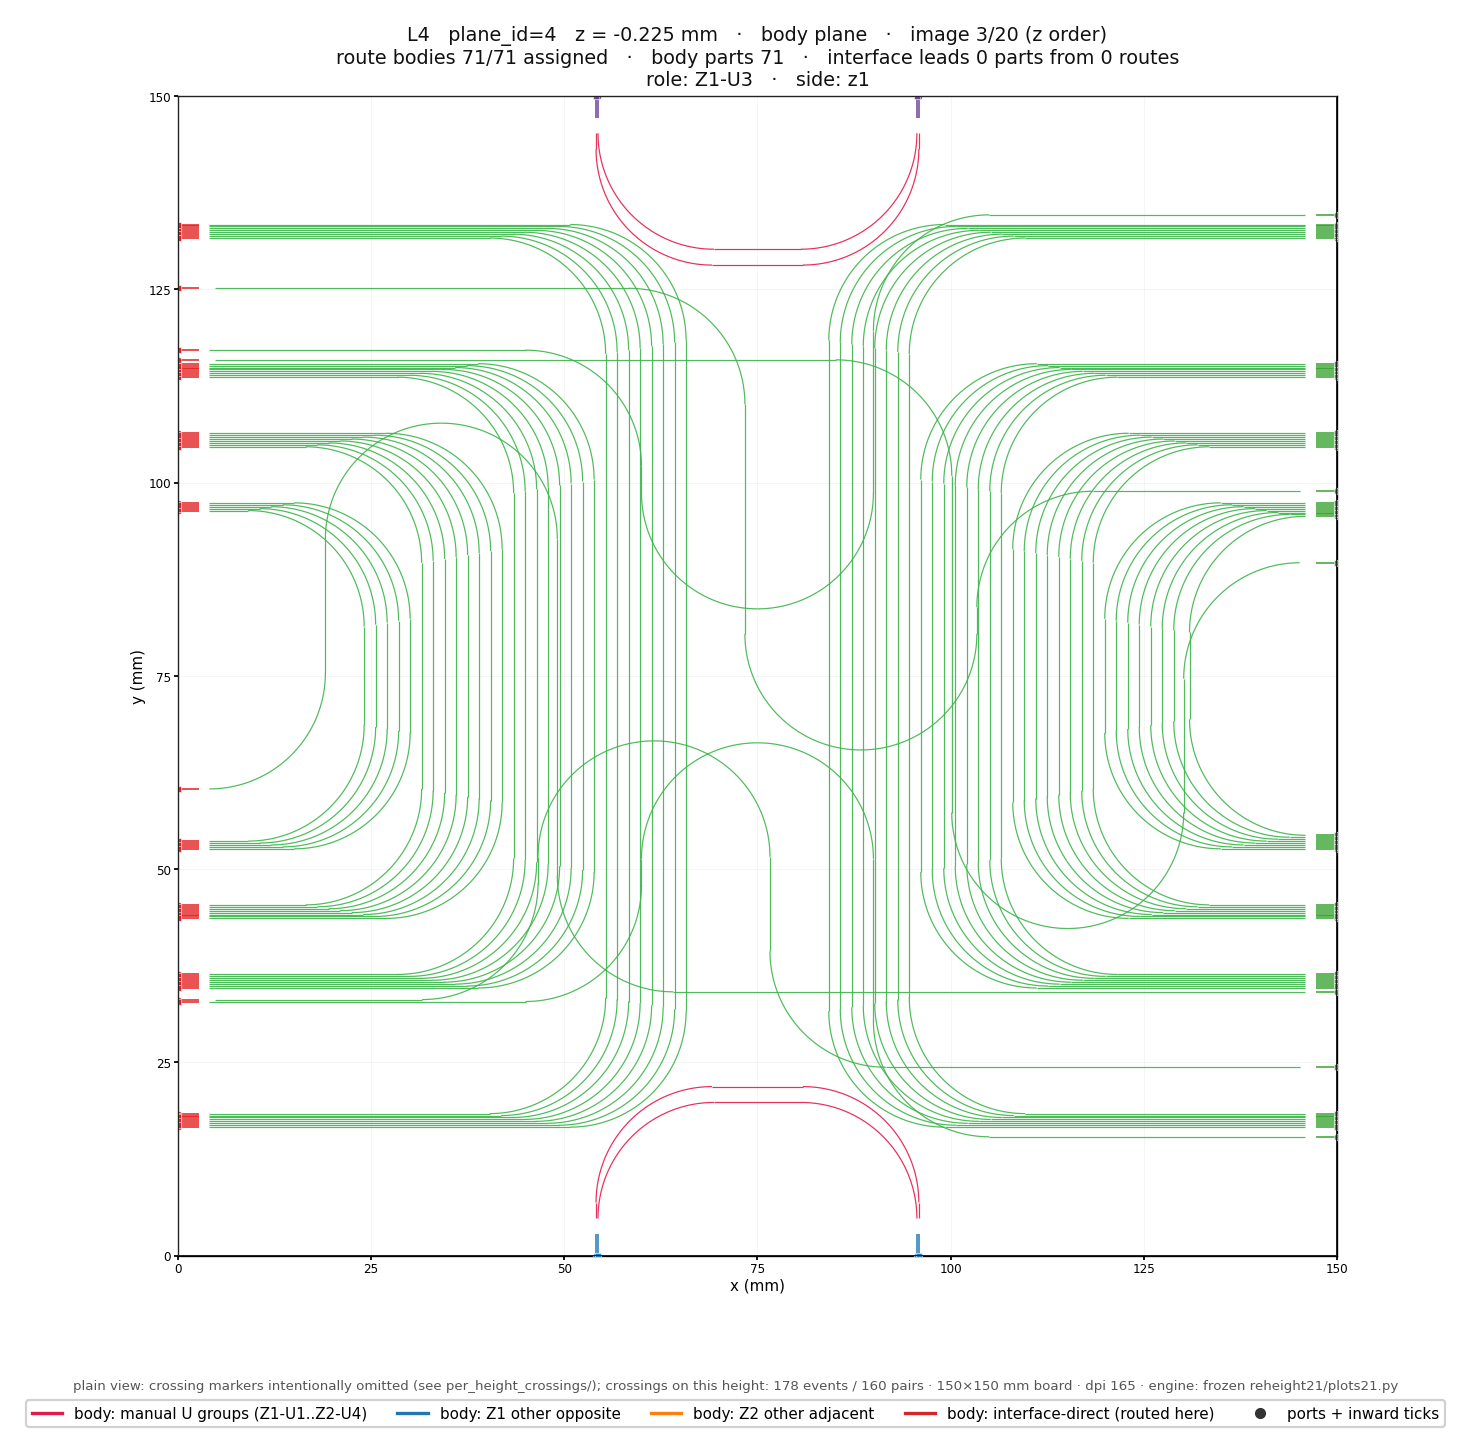 L4   plane_id=4   z = -0.225 mm   ·   body plane   ·   image 3/20 (z order)
route bodies 71/71 assigned   ·   body parts 71   ·   interface leads 0 parts from 0 routes
role: Z1-U3   ·   side: z1
150
125
100
75
50
25
0
y (mm)
0 25 50 75 100 125 150
x (mm)
plain view: crossing markers intentionally omitted (see per_height_crossings/); crossings on this height: 178 events / 160 pairs · 150×150 mm board · dpi 165 · engine: frozen reheight21/plots21.py
body: manual U groups (Z1-U1..Z2-U4) body: Z1 other opposite body: Z2 other adjacent body: interface-direct (routed here) ports + inward ticks